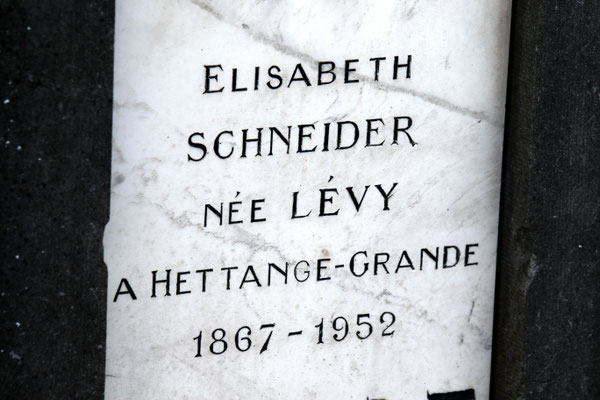 ELISABETH
SCHNEIDER
NÉE LÉVY
A HETTANGE-GRANDE
1867-1952